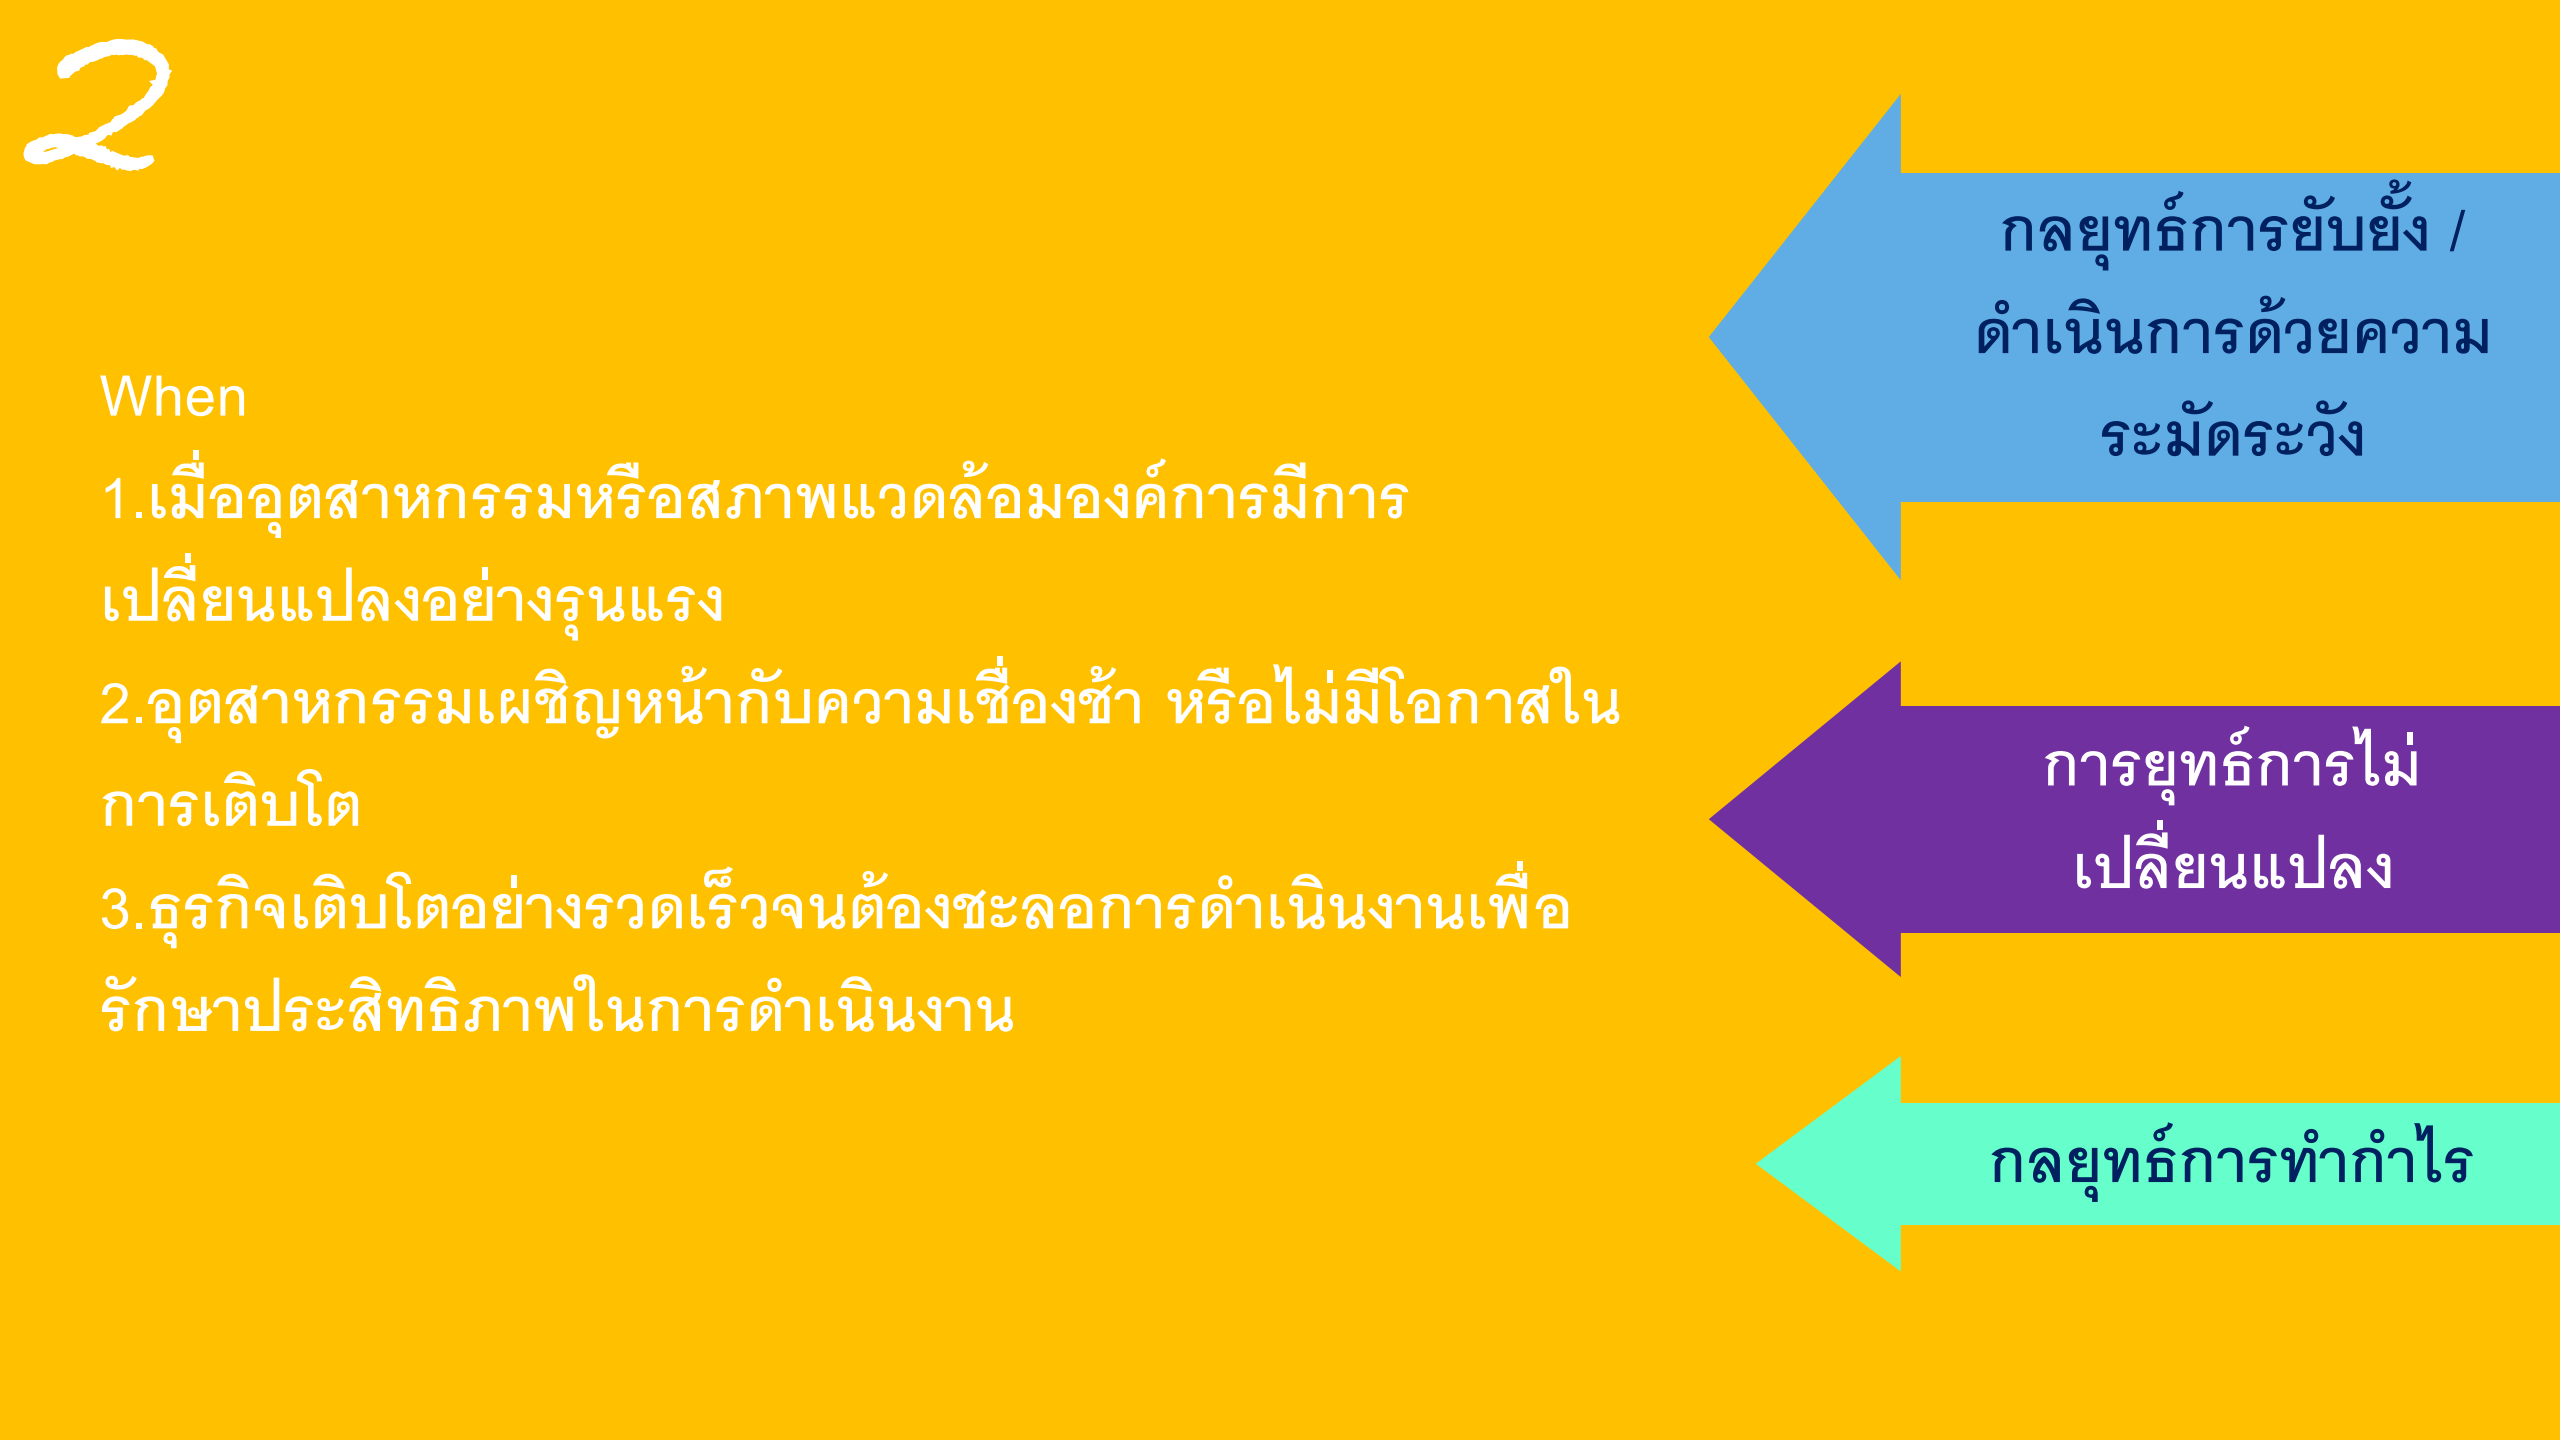 2
When
1.เมื่ออุตสาหกรรมหรือสภาพแวดล้อมองค์การมีการ
เปลี่ยนแปลงอย่างรุนแรง
2.อุตสาหกรรมเผชิญหน้ากับความเชื่องช้า หรือไม่มีโอกาสใน
การเติบโต
3.ธุรกิจเติบโตอย่างรวดเร็วจนต้องชะลอการดำเนินงานเพื่อ
รักษาประสิทธิภาพในการดำเนินงาน
กลยุทธ์การยับยั้ง /
ดำเนินการด้วยความ
ระมัดระวัง
การยุทธ์การไม่
เปลี่ยนแปลง
กลยุทธ์การทำกำไร